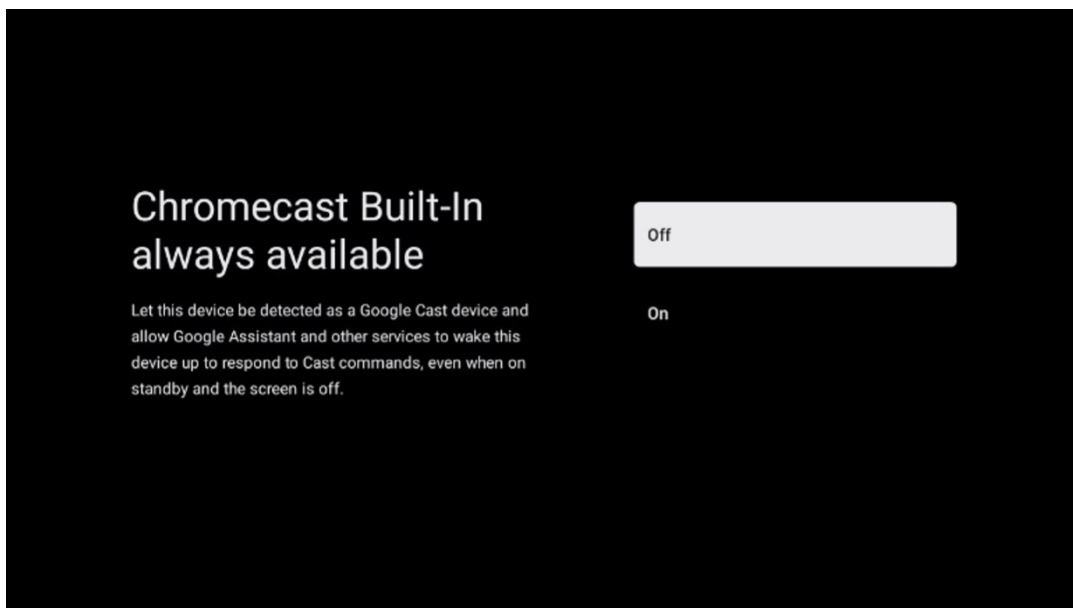 Chromecast Built-In
always available
Let this device be detected as a Google Cast device and
allow Google Assistant and other services to wake this
device up to respond to Cast commands, even when on
standby and the screen is off.
Off
On